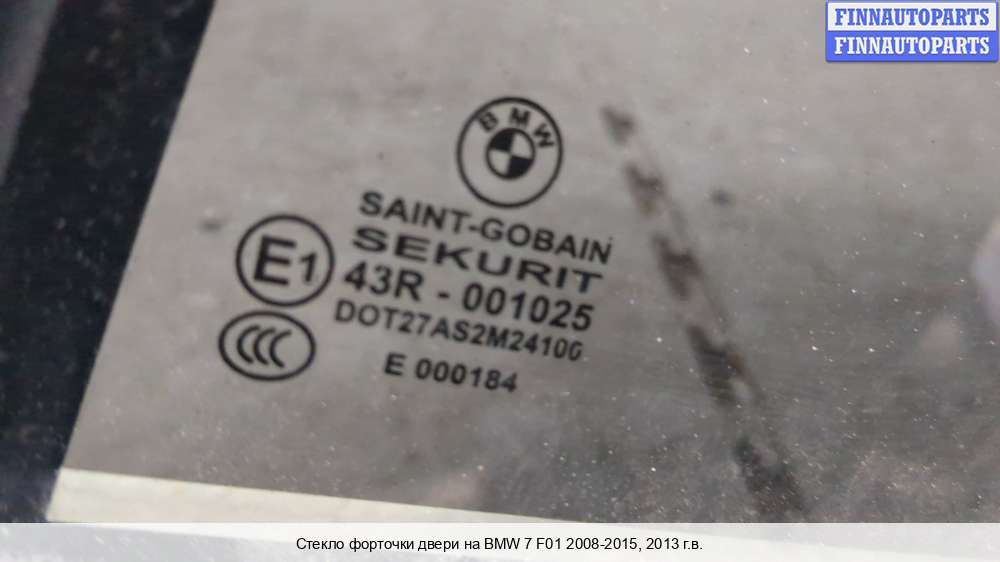 FINNAUTOPARTS
FINNAUTOPARTS
BMW
SAINT-GOBAIN
SEKURIT
E1
43R - 001025
DOT27AS2M24100
CCC
E 000184
Стекло форточки двери на BMW 7 F01 2008-2015, 2013 г.в.